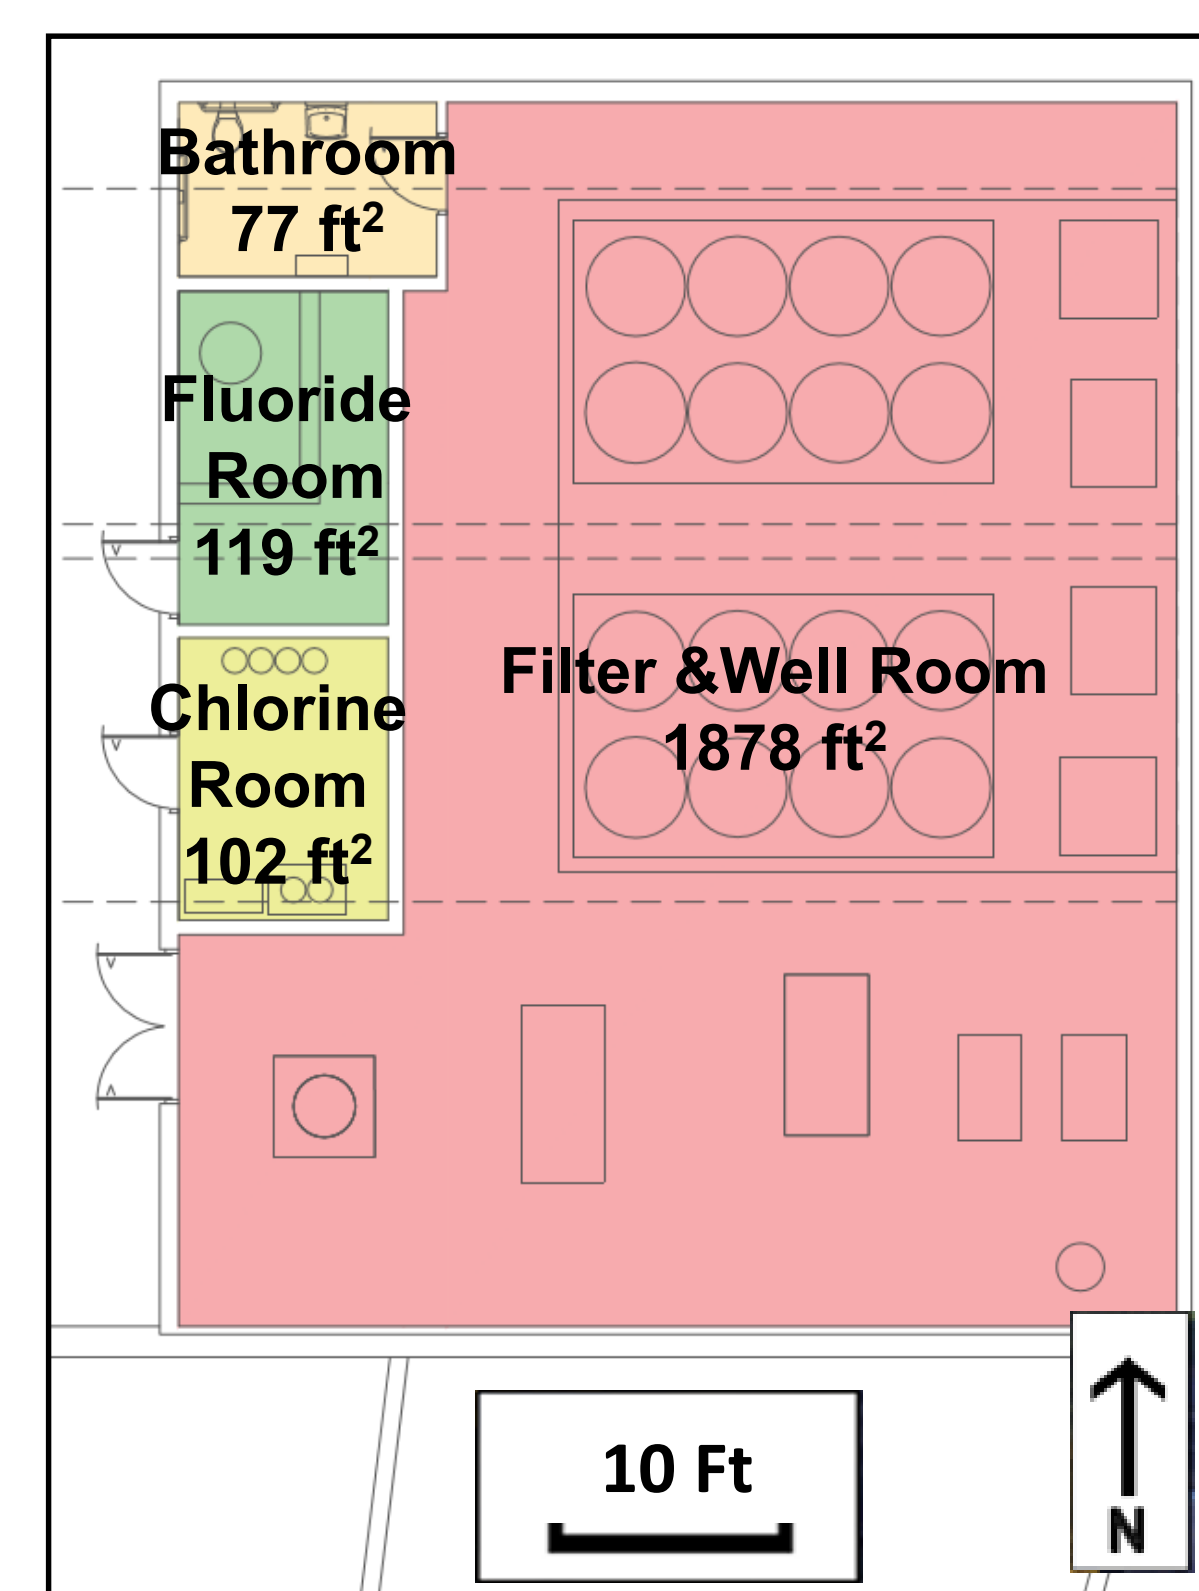 Bathroom
77 ft²
Fluoride
Room
119 ft²
Chlorine
Room
102 ft²
Filter &Well Room
1878 ft²
10 Ft
N